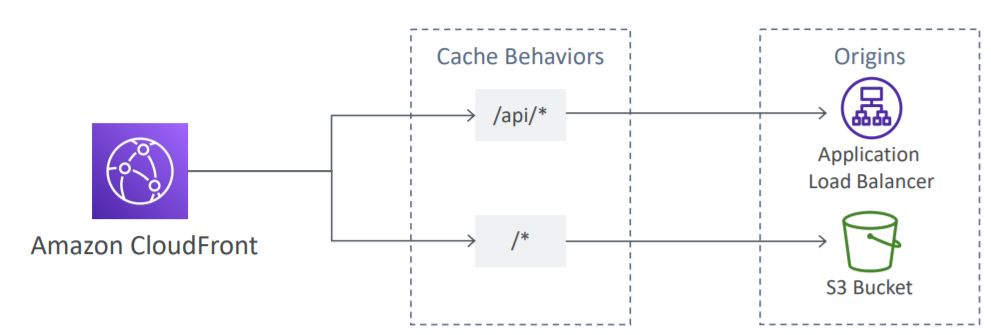 Cache Behaviors
Origins
/api/*
Application
Load Balancer
Amazon CloudFront
/*
S3 Bucket